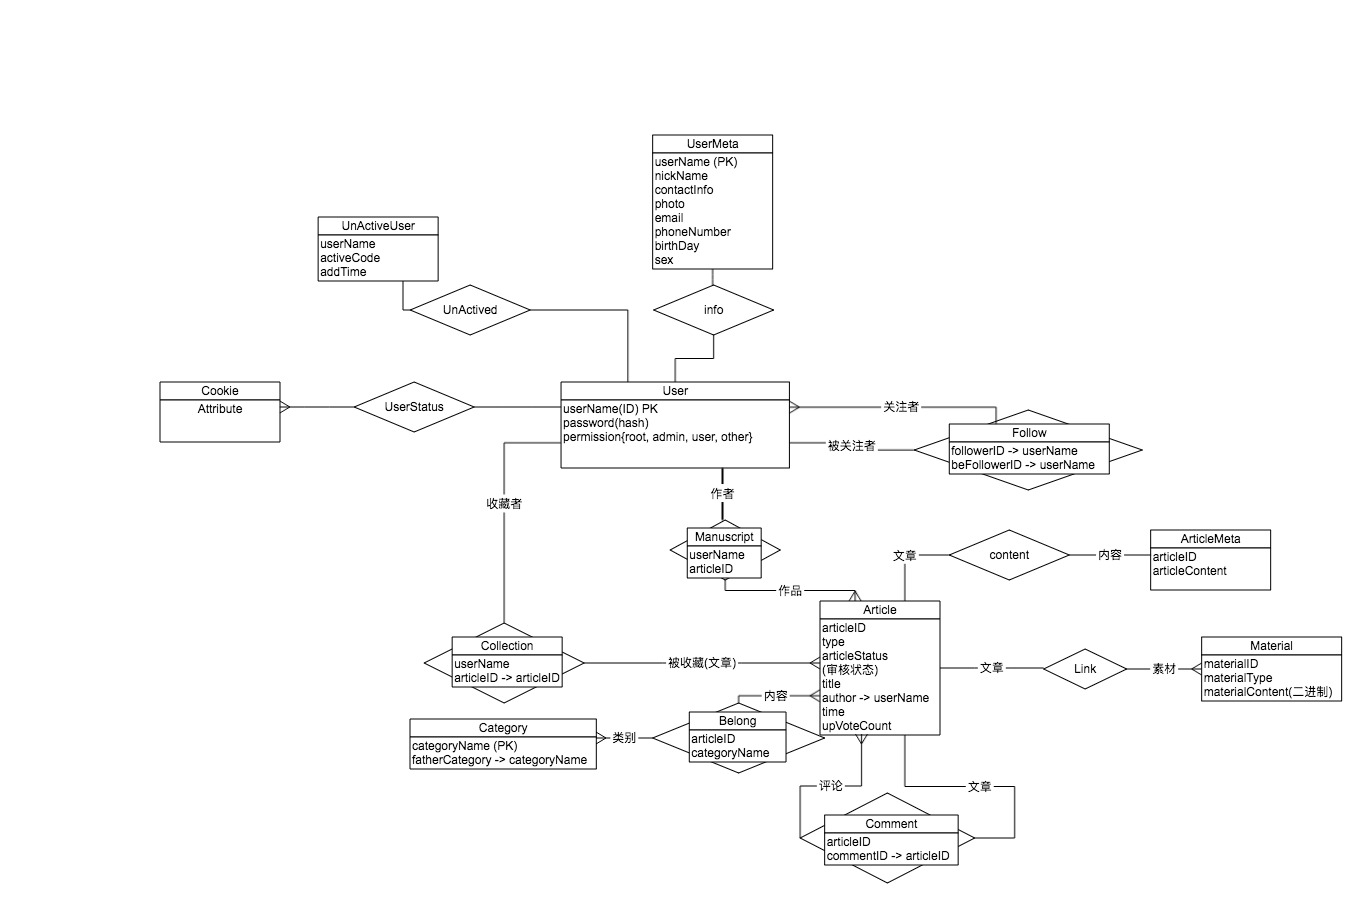 UserMeta
userName (PK)
nickName
contactInfo
photo
email
phoneNumber
birthDay
sex
UnActiveUser
userName
activeCode
addTime
UnActived
info
Cookie
Attribute
UserStatus
User
userName(ID) PK
password(hash)
permission{root, admin, user, other}
关注者
被关注者
Follow
followerID -> userName
beFollowerID -> userName
收藏者
作者
Manuscript
userName
articleID
作品
文章
content
内容
ArticleMeta
articleID
articleContent
Article
articleID
type
articleStatus
(审核状态)
title
author -> userName
time
upVoteCount
Collection
userName
articleID -> articleID
被收藏(文章)
文章
Link
素材
Material
materialID
materialType
materialContent(二进制)
内容
Category
categoryName (PK)
fatherCategory -> categoryName
类别
Belong
articleID
categoryName
评论
文章
Comment
articleID
commentID -> articleID